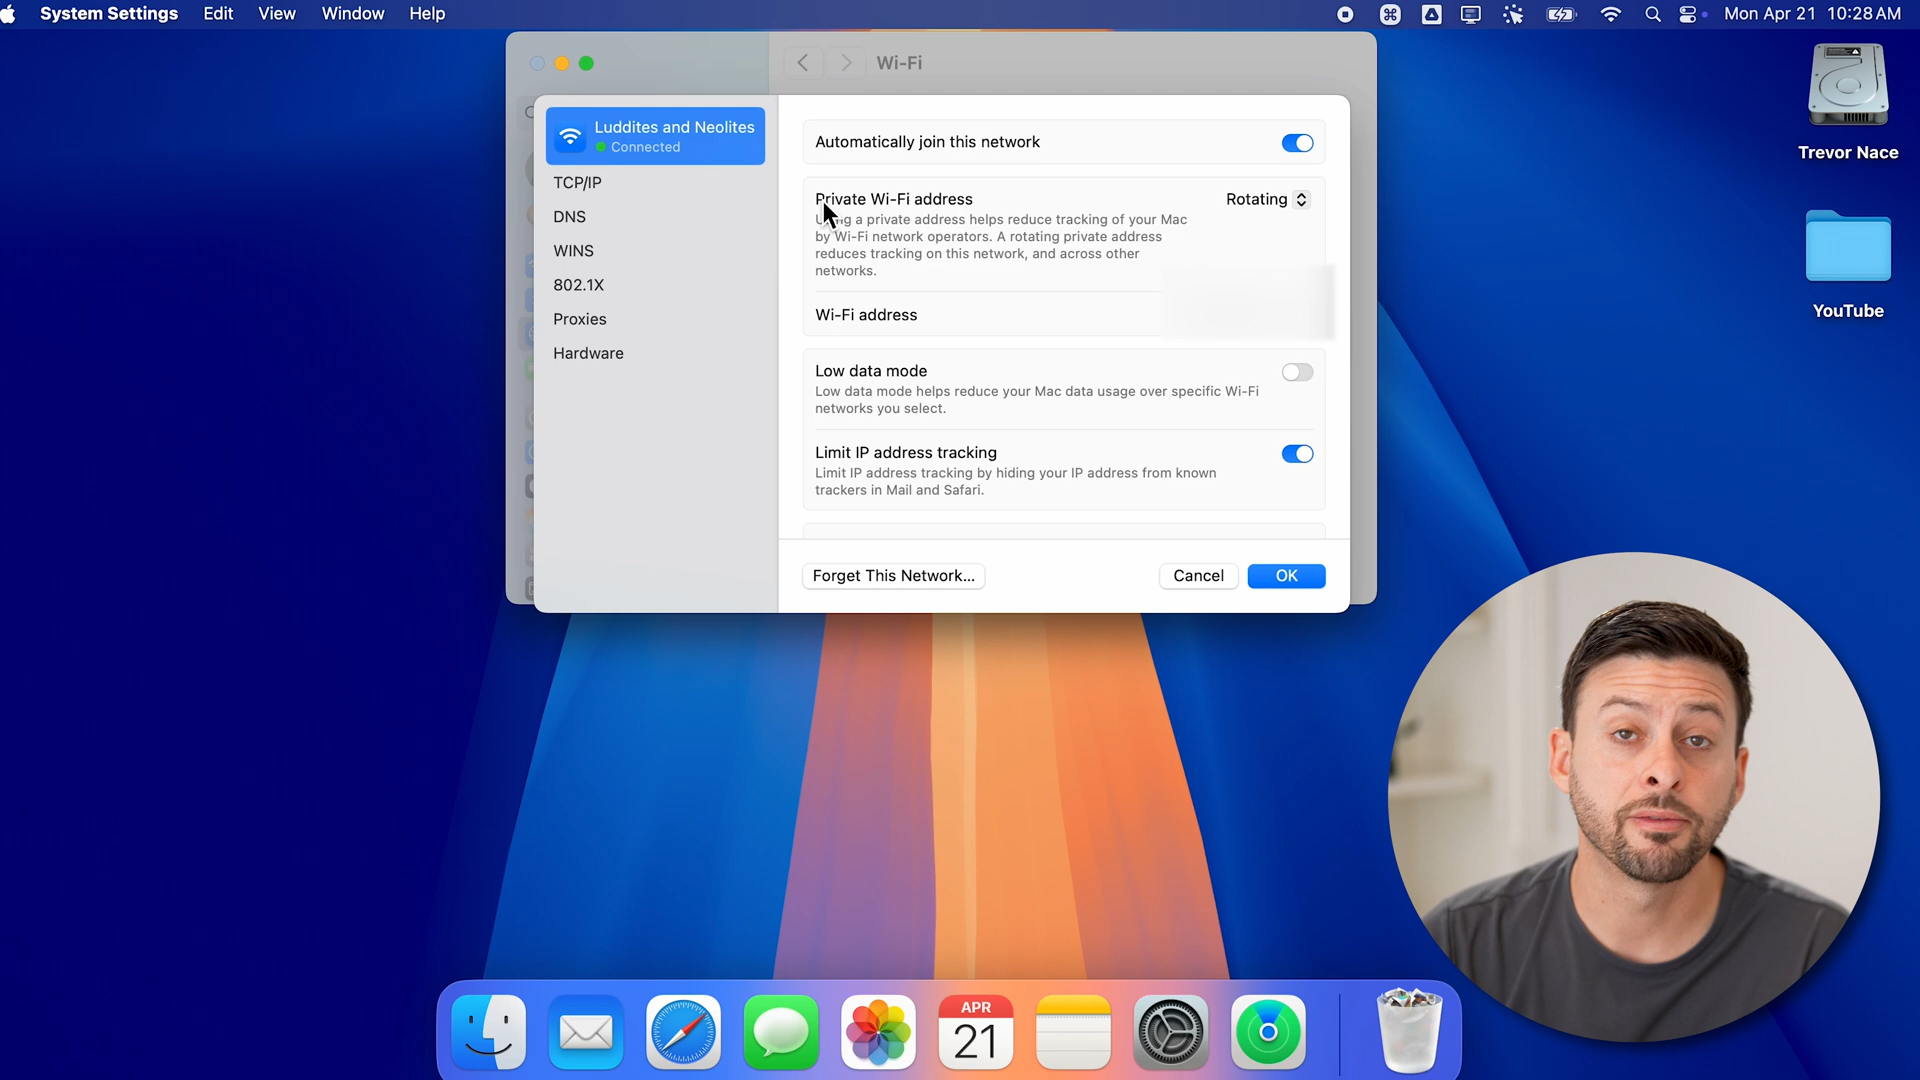 System Settings Edit View Window Help
Mon Apr 21 10:28 AM
Wi-Fi
Luddites and Neolites
Connected
TCP/IP
DNS
WINS
802.1X
Proxies
Hardware
Automatically join this network
Private Wi-Fi address Rotating
a private address helps reduce tracking of your Mac
by Wi-Fi network operators. A rotating private address
reduces tracking on this network, and across other
networks.
Wi-Fi address
Low data mode
Low data mode helps reduce your Mac data usage over specific Wi-Fi
networks you select.
Limit IP address tracking
Limit IP address tracking by hiding your IP address from known
trackers in Mail and Safari.
Forget This Network...
Cancel
OK
Trevor Nace
YouTube
APR
21